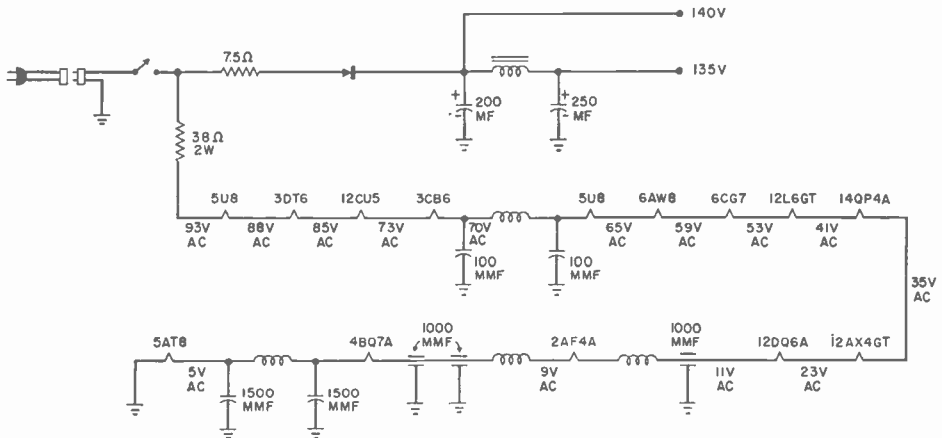 140V
7.5Ω
135V
+
200
MF
-
+
250
MF
-
38Ω
2W
5U8
3DT6
12CU5
3CB6
5U8
6AW8
6CG7
12L6GT
14QP4A
93V
AC
88V
AC
85V
AC
73V
AC
70V
AC
65V
AC
59V
AC
53V
AC
41V
AC
100
MMF
100
MMF
35V
AC
5AT8
4BQ7A
1000
MMF
2AF4A
1000
MMF
12DQ6A
12AX4GT
5V
AC
9V
AC
11V
AC
23V
AC
1500
MMF
1500
MMF